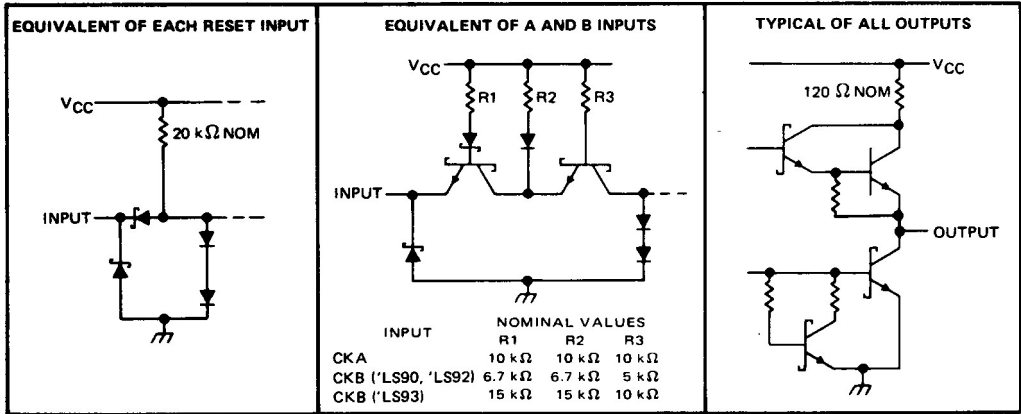 EQUIVALENT OF EACH RESET INPUT
VCC
20 kΩ NOM
INPUT
EQUIVALENT OF A AND B INPUTS
VCC
R1 R2 R3
INPUT
INPUT NOMINAL VALUES
R1 R2 R3
CKA 10 kΩ 10 kΩ 10 kΩ
CKB ('LS90, 'LS92) 6.7 kΩ 6.7 kΩ 5 kΩ
CKB ('LS93) 15 kΩ 15 kΩ 10 kΩ
TYPICAL OF ALL OUTPUTS
VCC
120 Ω NOM
OUTPUT